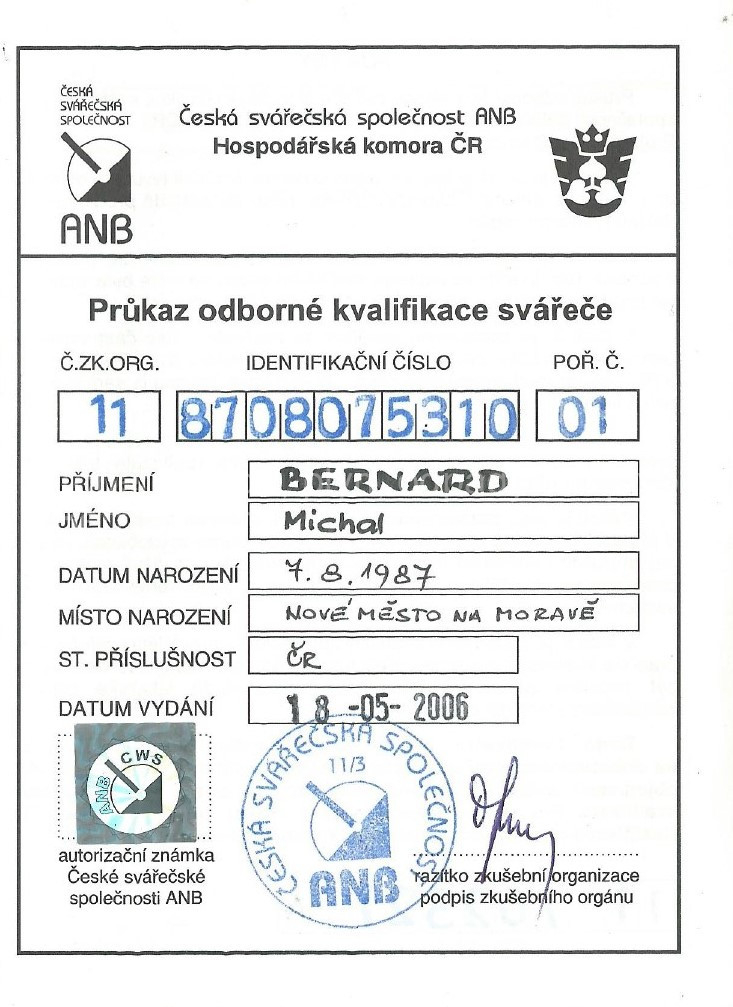 ČESKÁ
SVÁŘEČSKÁ
SPOLEČNOST
ANB
Česká svářečská společnost ANB
Hospodářská komora ČR
Průkaz odborné kvalifikace svářeče
Č.ZK.ORG. IDENTIFIKAČNÍ ČÍSLO POŘ. Č.
11 8708075310 01
PŘÍJMENÍ BERNARD
JMÉNO Michal
DATUM NAROZENÍ 7.8.1987
MÍSTO NAROZENÍ NOVÉ MĚSTO NA MORAVĚ
ST. PŘÍSLUŠNOST ČR
DATUM VYDÁNÍ 18-05-2006
CWS
ANB
ČESKÁ SVÁŘEČSKÁ SPOLEČNOST
11/3
ANB
autorizační známka
České svářečské
společnosti ANB
razítko zkušební organizace
podpis zkušebního orgánu